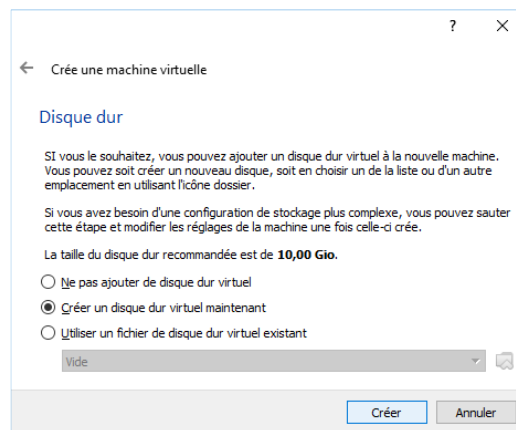 ?
Crée une machine virtuelle
Disque dur
SI vous le souhaitez, vous pouvez ajouter un disque dur virtuel à la nouvelle machine.
Vous pouvez soit créer un nouveau disque, soit en choisir un de la liste ou d'un autre
emplacement en utilisant l'icône dossier.
Si vous avez besoin d'une configuration de stockage plus complexe, vous pouvez sauter
cette étape et modifier les réglages de la machine une fois celle-ci crée.
La taille du disque dur recommandée est de 10,00 Gio.
Ne pas ajouter de disque dur virtuel
Créer un disque dur virtuel maintenant
Utiliser un fichier de disque dur virtuel existant
Vide
Créer Annuler